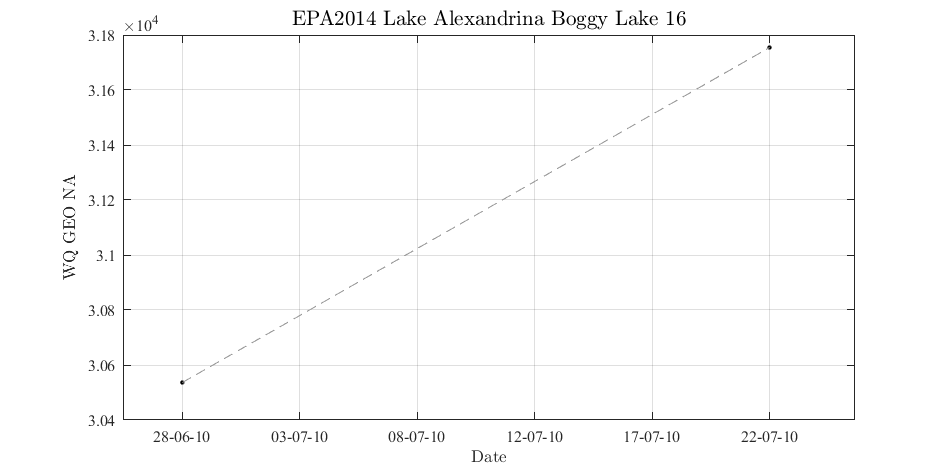 EPA2014 Lake Alexandrina Boggy Lake 16
×10⁴
3.18
3.16
3.14
3.12
3.1
3.08
3.06
3.04
WQ GEO NA
28-06-10 03-07-10 08-07-10 12-07-10 17-07-10 22-07-10
Date